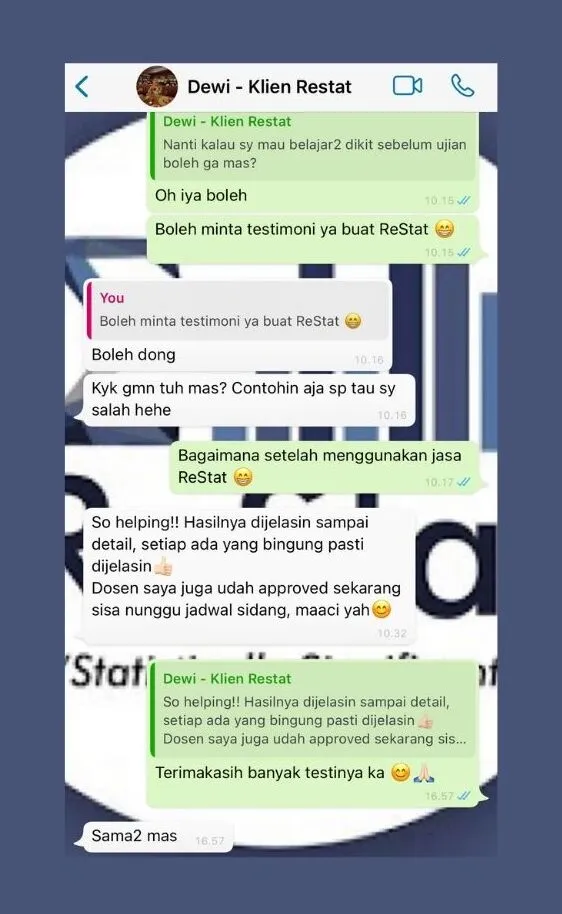 Dewi - Klien Restat
Dewi - Klien Restat
Nanti kalau sy mau belajar2 dikit sebelum ujian
boleh ga mas?
Oh iya boleh
10.15
Boleh minta testimoni ya buat ReStat 😁
10.15
You
Boleh minta testimoni ya buat ReStat 😁
Boleh dong
10.16
Kyk gmn tuh mas? Contohin aja sp tau sy
salah hehe
10.16
Bagaimana setelah menggunakan jasa
ReStat 😁
10.17
So helping!! Hasilnya dijelasin sampai
detail, setiap ada yang bingung pasti
dijelasin👍🏻
Dosen saya juga udah approved sekarang
sisa nunggu jadwal sidang, maaci yah😊
10.32
Dewi - Klien Restat
So helping!! Hasilnya dijelasin sampai detail,
setiap ada yang bingung pasti dijelasin👍🏻
Dosen saya juga udah approved sekarang sis...
Terimakasih banyak testinya ka 😊🙏🏻
16.57
Sama2 mas
16.57